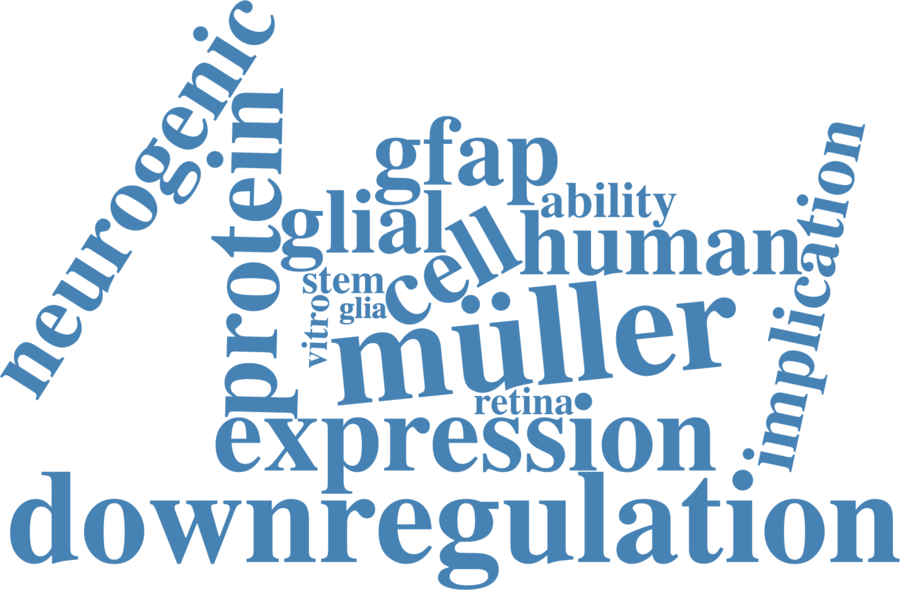 neurogenic
protein
gfap
ability
glial
human
cell
implication
stem
glia
vitro
müller
retina
expression
downregulation